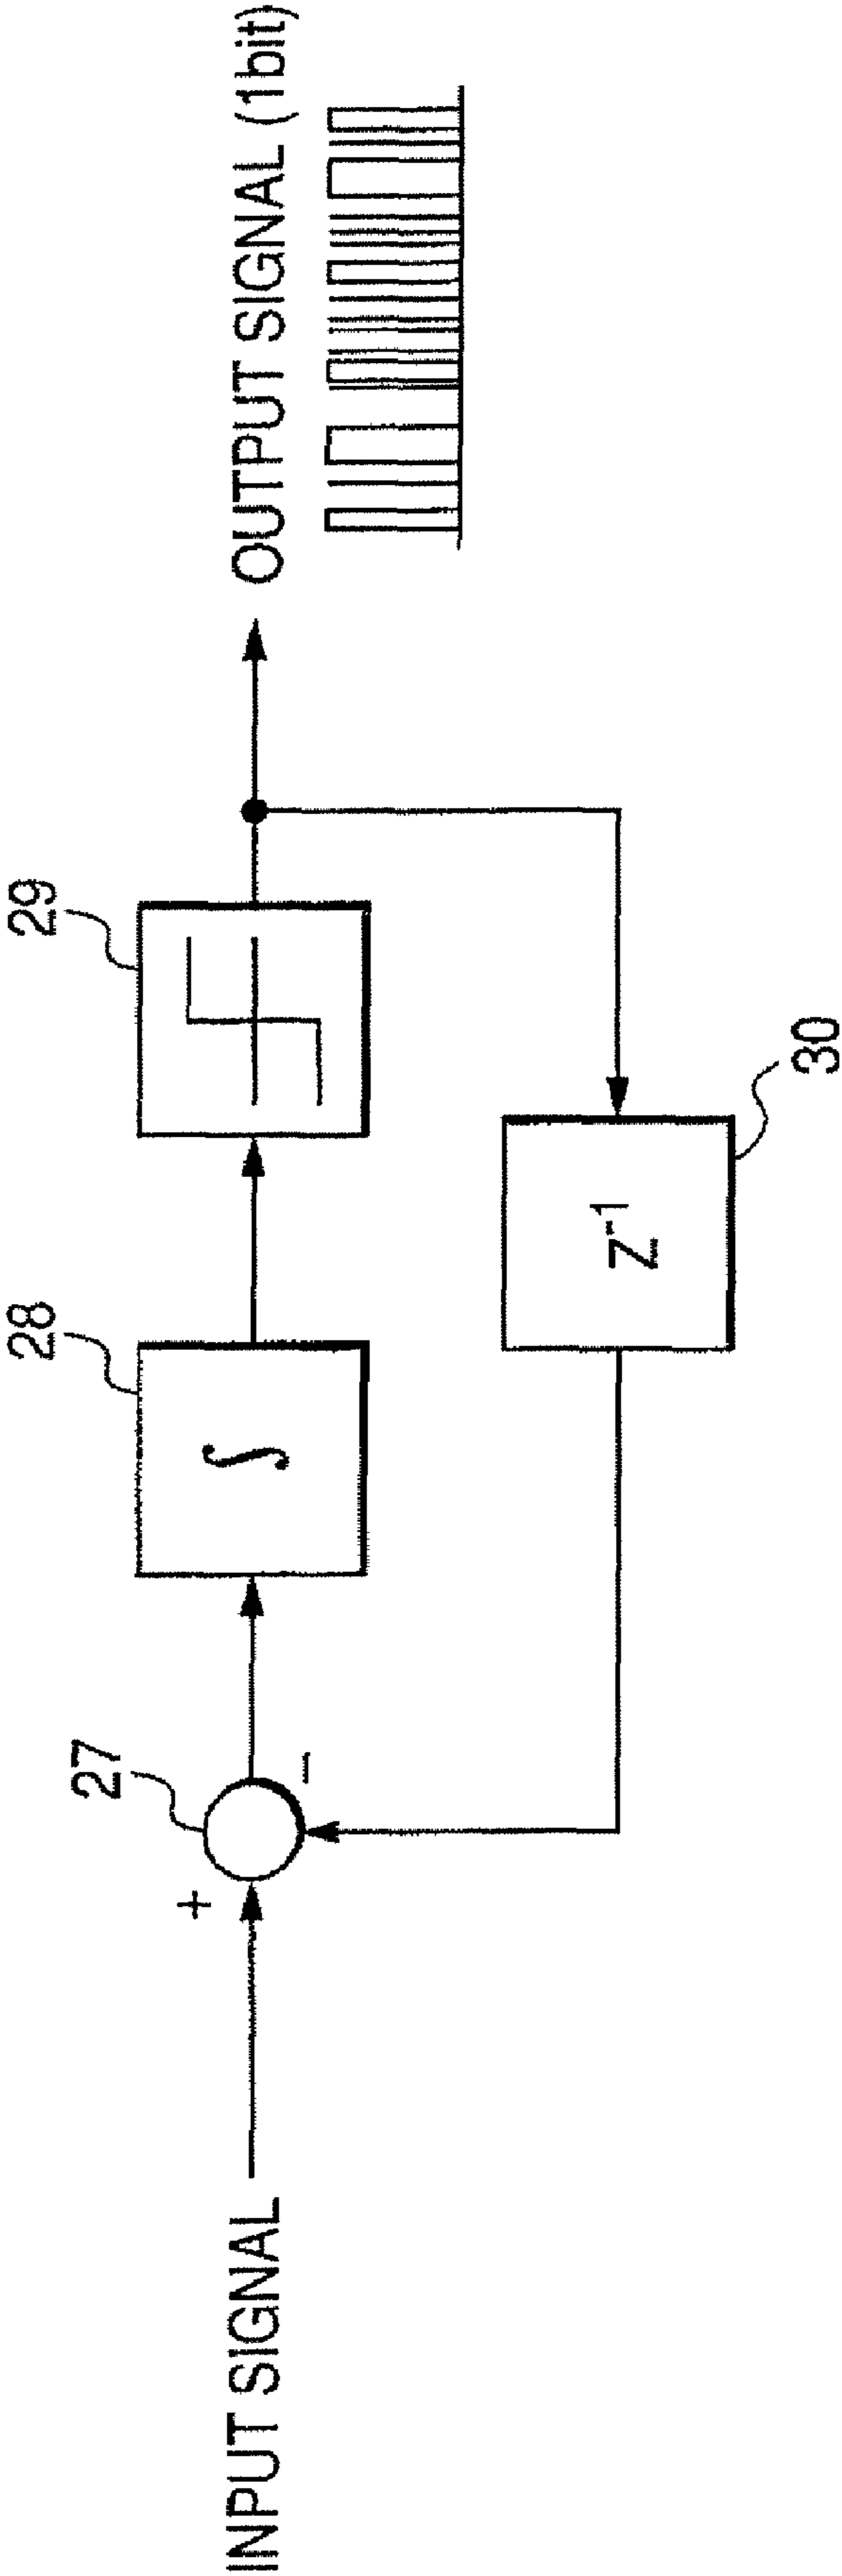 INPUT SIGNAL
27
+
−
28
∫
29
30
Z-1
OUTPUT SIGNAL (1bit)